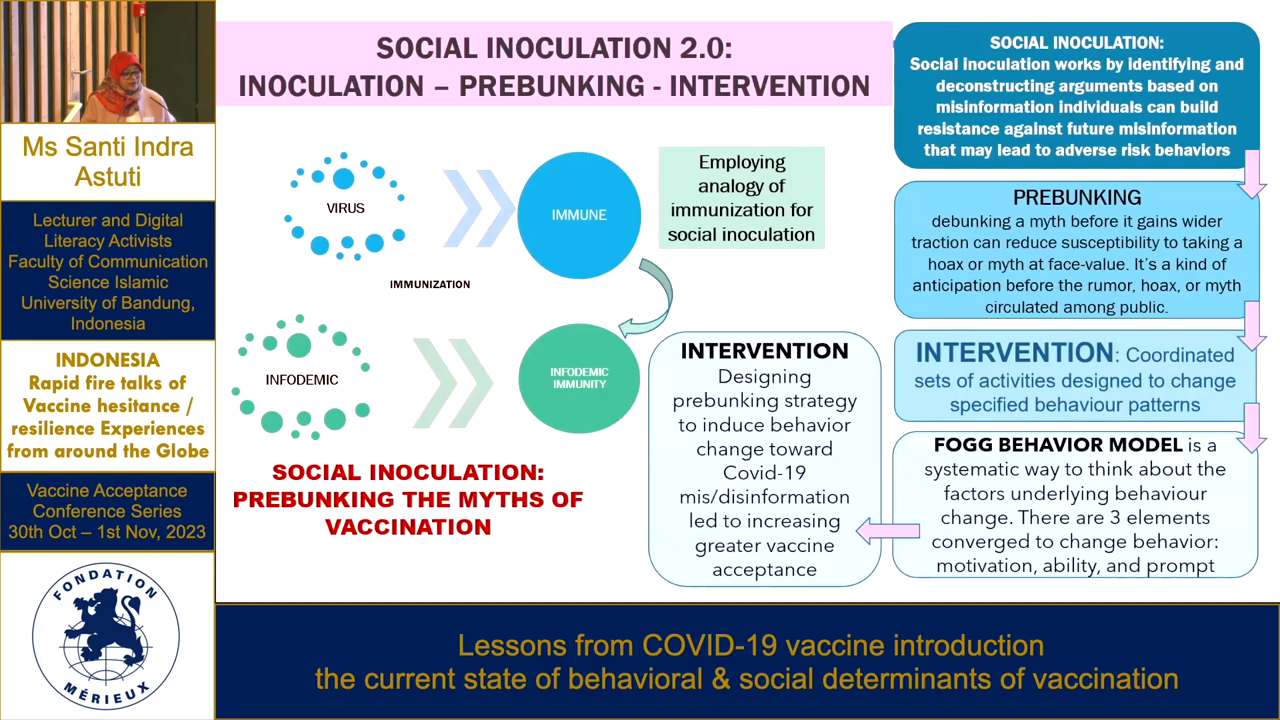 Ms Santi Indra
Astuti
Lecturer and Digital
Literacy Activists
Faculty of Communication
Science Islamic
University of Bandung,
Indonesia
INDONESIA
Rapid fire talks of
Vaccine hesitance /
resilience Experiences
from around the Globe
Vaccine Acceptance
Conference Series
30th Oct – 1st Nov, 2023
FONDATION
MÉRIEUX
SOCIAL INOCULATION 2.0:
INOCULATION – PREBUNKING - INTERVENTION
VIRUS
IMMUNE
IMMUNIZATION
Employing
analogy of
immunization for
social inoculation
INFODEMIC
INFODEMIC
IMMUNITY
SOCIAL INOCULATION:
PREBUNKING THE MYTHS OF
VACCINATION
INTERVENTION
Designing
prebunking strategy
to induce behavior
change toward
Covid-19
mis/disinformation
led to increasing
greater vaccine
acceptance
SOCIAL INOCULATION:
Social Inoculation works by identifying and
deconstructing arguments based on
misinformation individuals can build
resistance against future misinformation
that may lead to adverse risk behaviors
PREBUNKING
debunking a myth before it gains wider
traction can reduce susceptibility to taking a
hoax or myth at face-value. It's a kind of
anticipation before the rumor, hoax, or myth
circulated among public.
INTERVENTION: Coordinated
sets of activities designed to change
specified behaviour patterns
FOGG BEHAVIOR MODEL is a
systematic way to think about the
factors underlying behaviour
change. There are 3 elements
converged to change behavior:
motivation, ability, and prompt
Lessons from COVID-19 vaccine introduction
the current state of behavioral & social determinants of vaccination